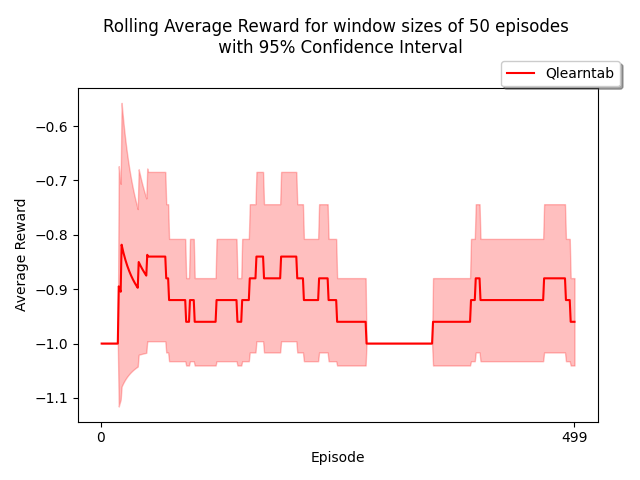 Rolling Average Reward for window sizes of 50 episodes
with 95% Confidence Interval
Qlearntab
−0.6
−0.7
−0.8
−0.9
−1.0
−1.1
Average Reward
0
499
Episode